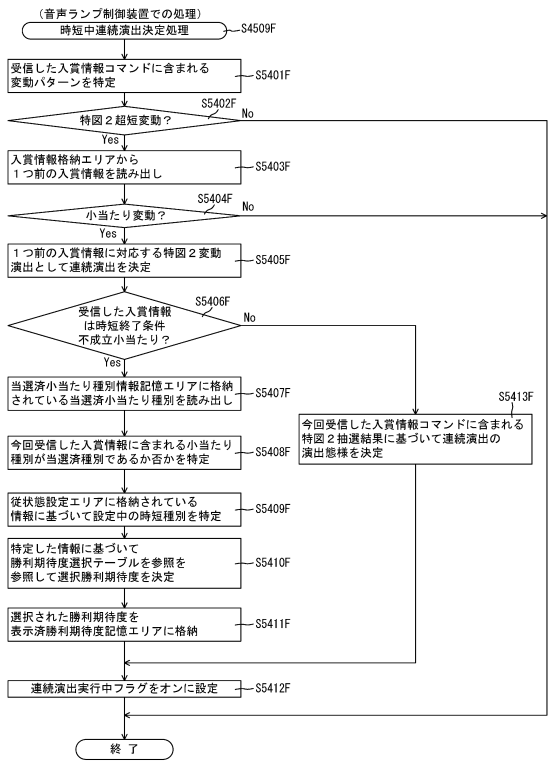 （音声ランプ制御装置での処理）
時短中連続演出決定処理
S4509F
受信した入賞情報コマンドに含まれる
変動パターンを特定
S5401F
S5402F
特図２超短変動？
No
Yes
入賞情報格納エリアから
１つ前の入賞情報を読み出し
S5403F
S5404F
小当たり変動？
No
Yes
１つ前の入賞情報に対応する特図２変動
演出として連続演出を決定
S5405F
S5406F
受信した入賞情報
は時短終了条件
不成立小当たり？
No
Yes
当選済小当たり種別情報記憶エリアに格納
されている当選済小当たり種別を読み出し
S5407F
S5413F
今回受信した入賞情報コマンドに含まれる
特図２抽選結果に基づいて連続演出の
演出態様を決定
今回受信した入賞情報に含まれる小当たり
種別が当選済種別であるか否かを特定
S5408F
従状態設定エリアに格納されている
情報に基づいて設定中の時短種別を特定
S5409F
特定した情報に基づいて
勝利期待度選択テーブルを参照を
参照して選択勝利期待度を決定
S5410F
選択された勝利期待度を
表示済勝利期待度記憶エリアに格納
S5411F
連続演出実行中フラグをオンに設定
S5412F
終 了